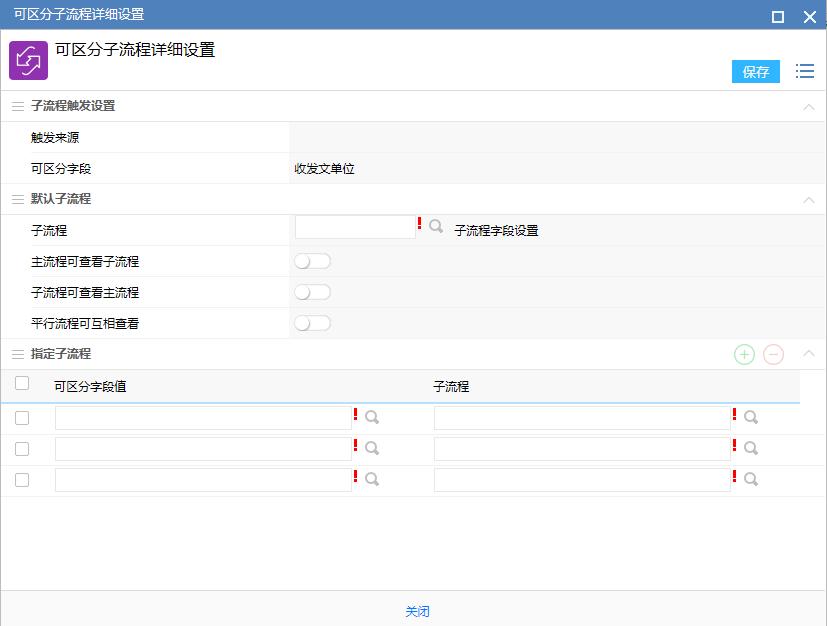 可区分子流程详细设置
可区分子流程详细设置
保存
子流程触发设置
触发来源
可区分字段 收发文单位
默认子流程
子流程 ! 子流程字段设置
主流程可查看子流程
子流程可查看主流程
平行流程可互相查看
指定子流程
可区分字段值 子流程
! !
! !
! !
关闭